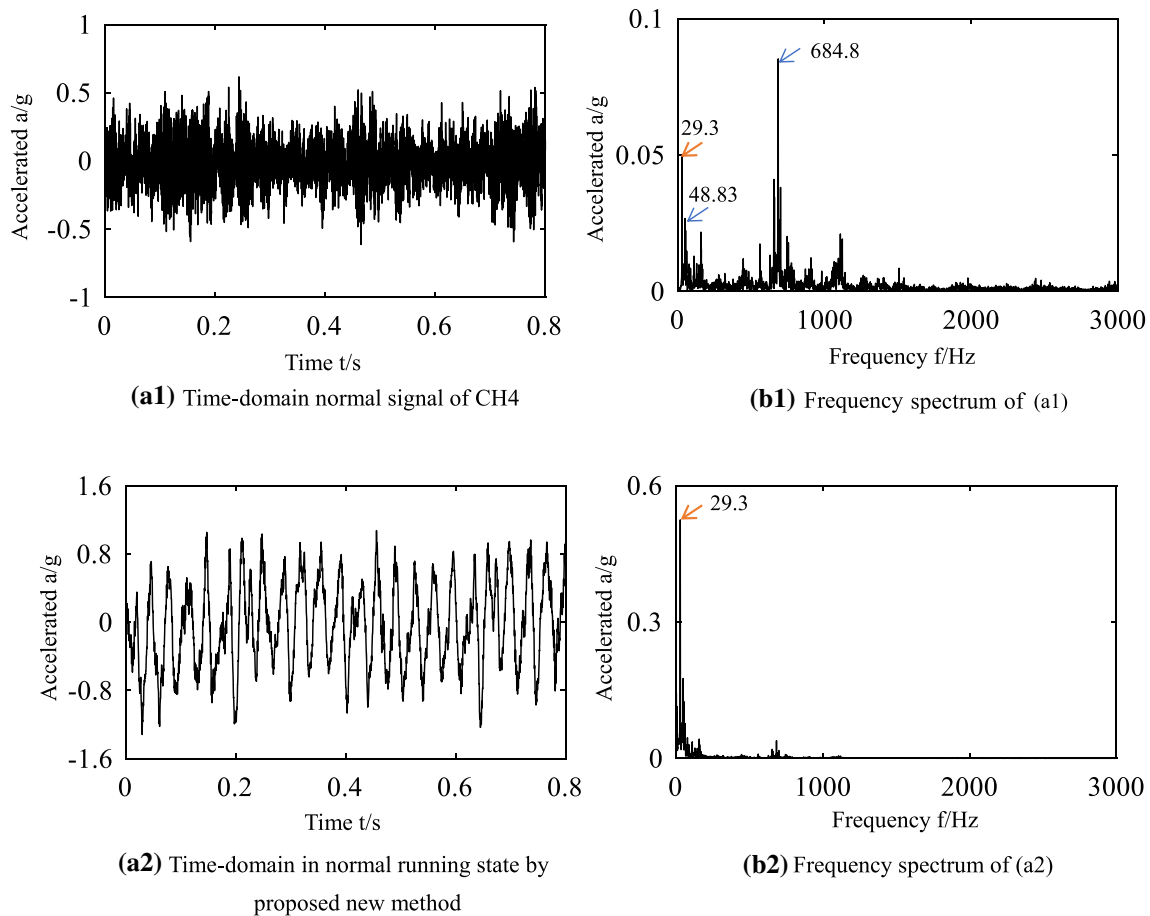 1
0.5
0
-0.5
-1
Accelerated a/g
0 0.2 0.4 0.6 0.8
Time t/s
(a1) Time-domain normal signal of CH4
0.1
0.05
0
Accelerated a/g
684.8
29.3
48.83
0 1000 2000 3000
Frequency f/Hz
(b1) Frequency spectrum of (a1)
1.6
0.8
0
-0.8
-1.6
Accelerated a/g
0 0.2 0.4 0.6 0.8
Time t/s
(a2) Time-domain in normal running state by
proposed new method
0.6
0.3
0
Accelerated a/g
29.3
0 1000 2000 3000
Frequency f/Hz
(b2) Frequency spectrum of (a2)